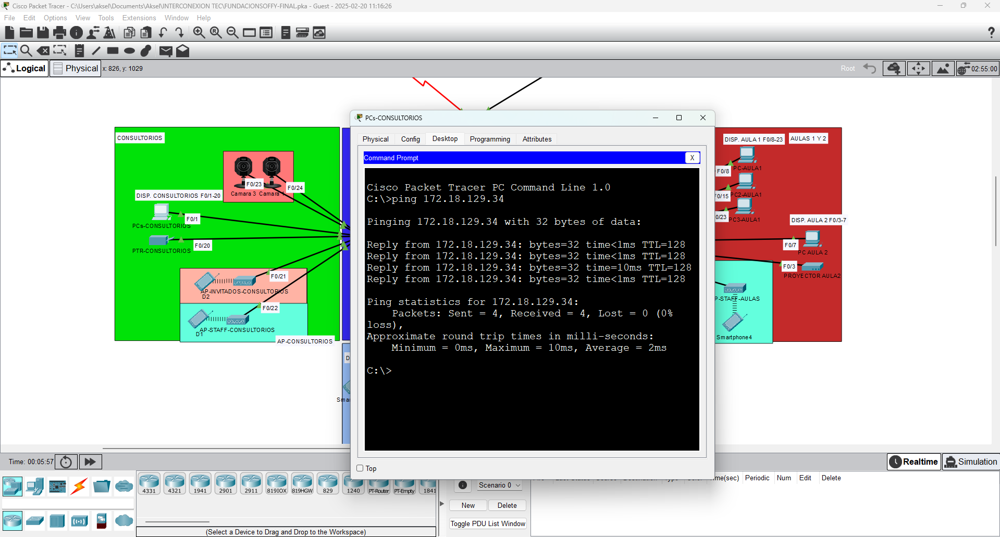 Cisco Packet Tracer - C:\Users\aksel\Documents\Aksel\INTERCONEXION TEC\FUNDACIONSOFFY-FINAL.pka - Guest - 2025-02-20 11:16:26
File Edit Options View Tools Extensions Window Help
?
Logical Physical x: 826, y: 1029 Root 02:55:00
PCs-CONSULTORIOS
Physical Config Desktop Programming Attributes
Command Prompt X
Cisco Packet Tracer PC Command Line 1.0
C:\>ping 172.18.129.34
Pinging 172.18.129.34 with 32 bytes of data:
Reply from 172.18.129.34: bytes=32 time<1ms TTL=128
Reply from 172.18.129.34: bytes=32 time<1ms TTL=128
Reply from 172.18.129.34: bytes=32 time=10ms TTL=128
Reply from 172.18.129.34: bytes=32 time<1ms TTL=128
Ping statistics for 172.18.129.34:
Packets: Sent = 4, Received = 4, Lost = 0 (0%
loss),
Approximate round trip times in milli-seconds:
Minimum = 0ms, Maximum = 10ms, Average = 2ms
C:\>
Top
CONSULTORIOS
F0/23
F0/24
Camara 3 Camara
DISP. CONSULTORIOS F0/1-20
F0/1
PCs-CONSULTORIOS
F0/20
PTR-CONSULTORIOS
F0/21
AP-INVITADOS-CONSULTORIOS
D2
F0/22
AP-STAFF-CONSULTORIOS
D1
AP-CONSULTORIOS
D
Sma
DISP. AULA 1 F0/8-23
AULAS 1 Y 2
F0/8
PC-AULA1
F0/15
PC2-AULA1
0/23
PC3-AULA1
DISP. AULA 2 F0/3-7
F0/7
PC AULA 2
F0/3
PROYECTOR AULA2
P-STAFF-AULAS
Smartphone4
Time: 00:05:57
Realtime Simulation
4331 4321 1941 2901 2911 819IOX 819HGW 829 1240 PT-Router PT-Empty 1841
(Select a Device to Drag and Drop to the Workspace)
Scenario 0
New Delete
Toggle PDU List Window
me(sec) Periodic Num Edit Delete